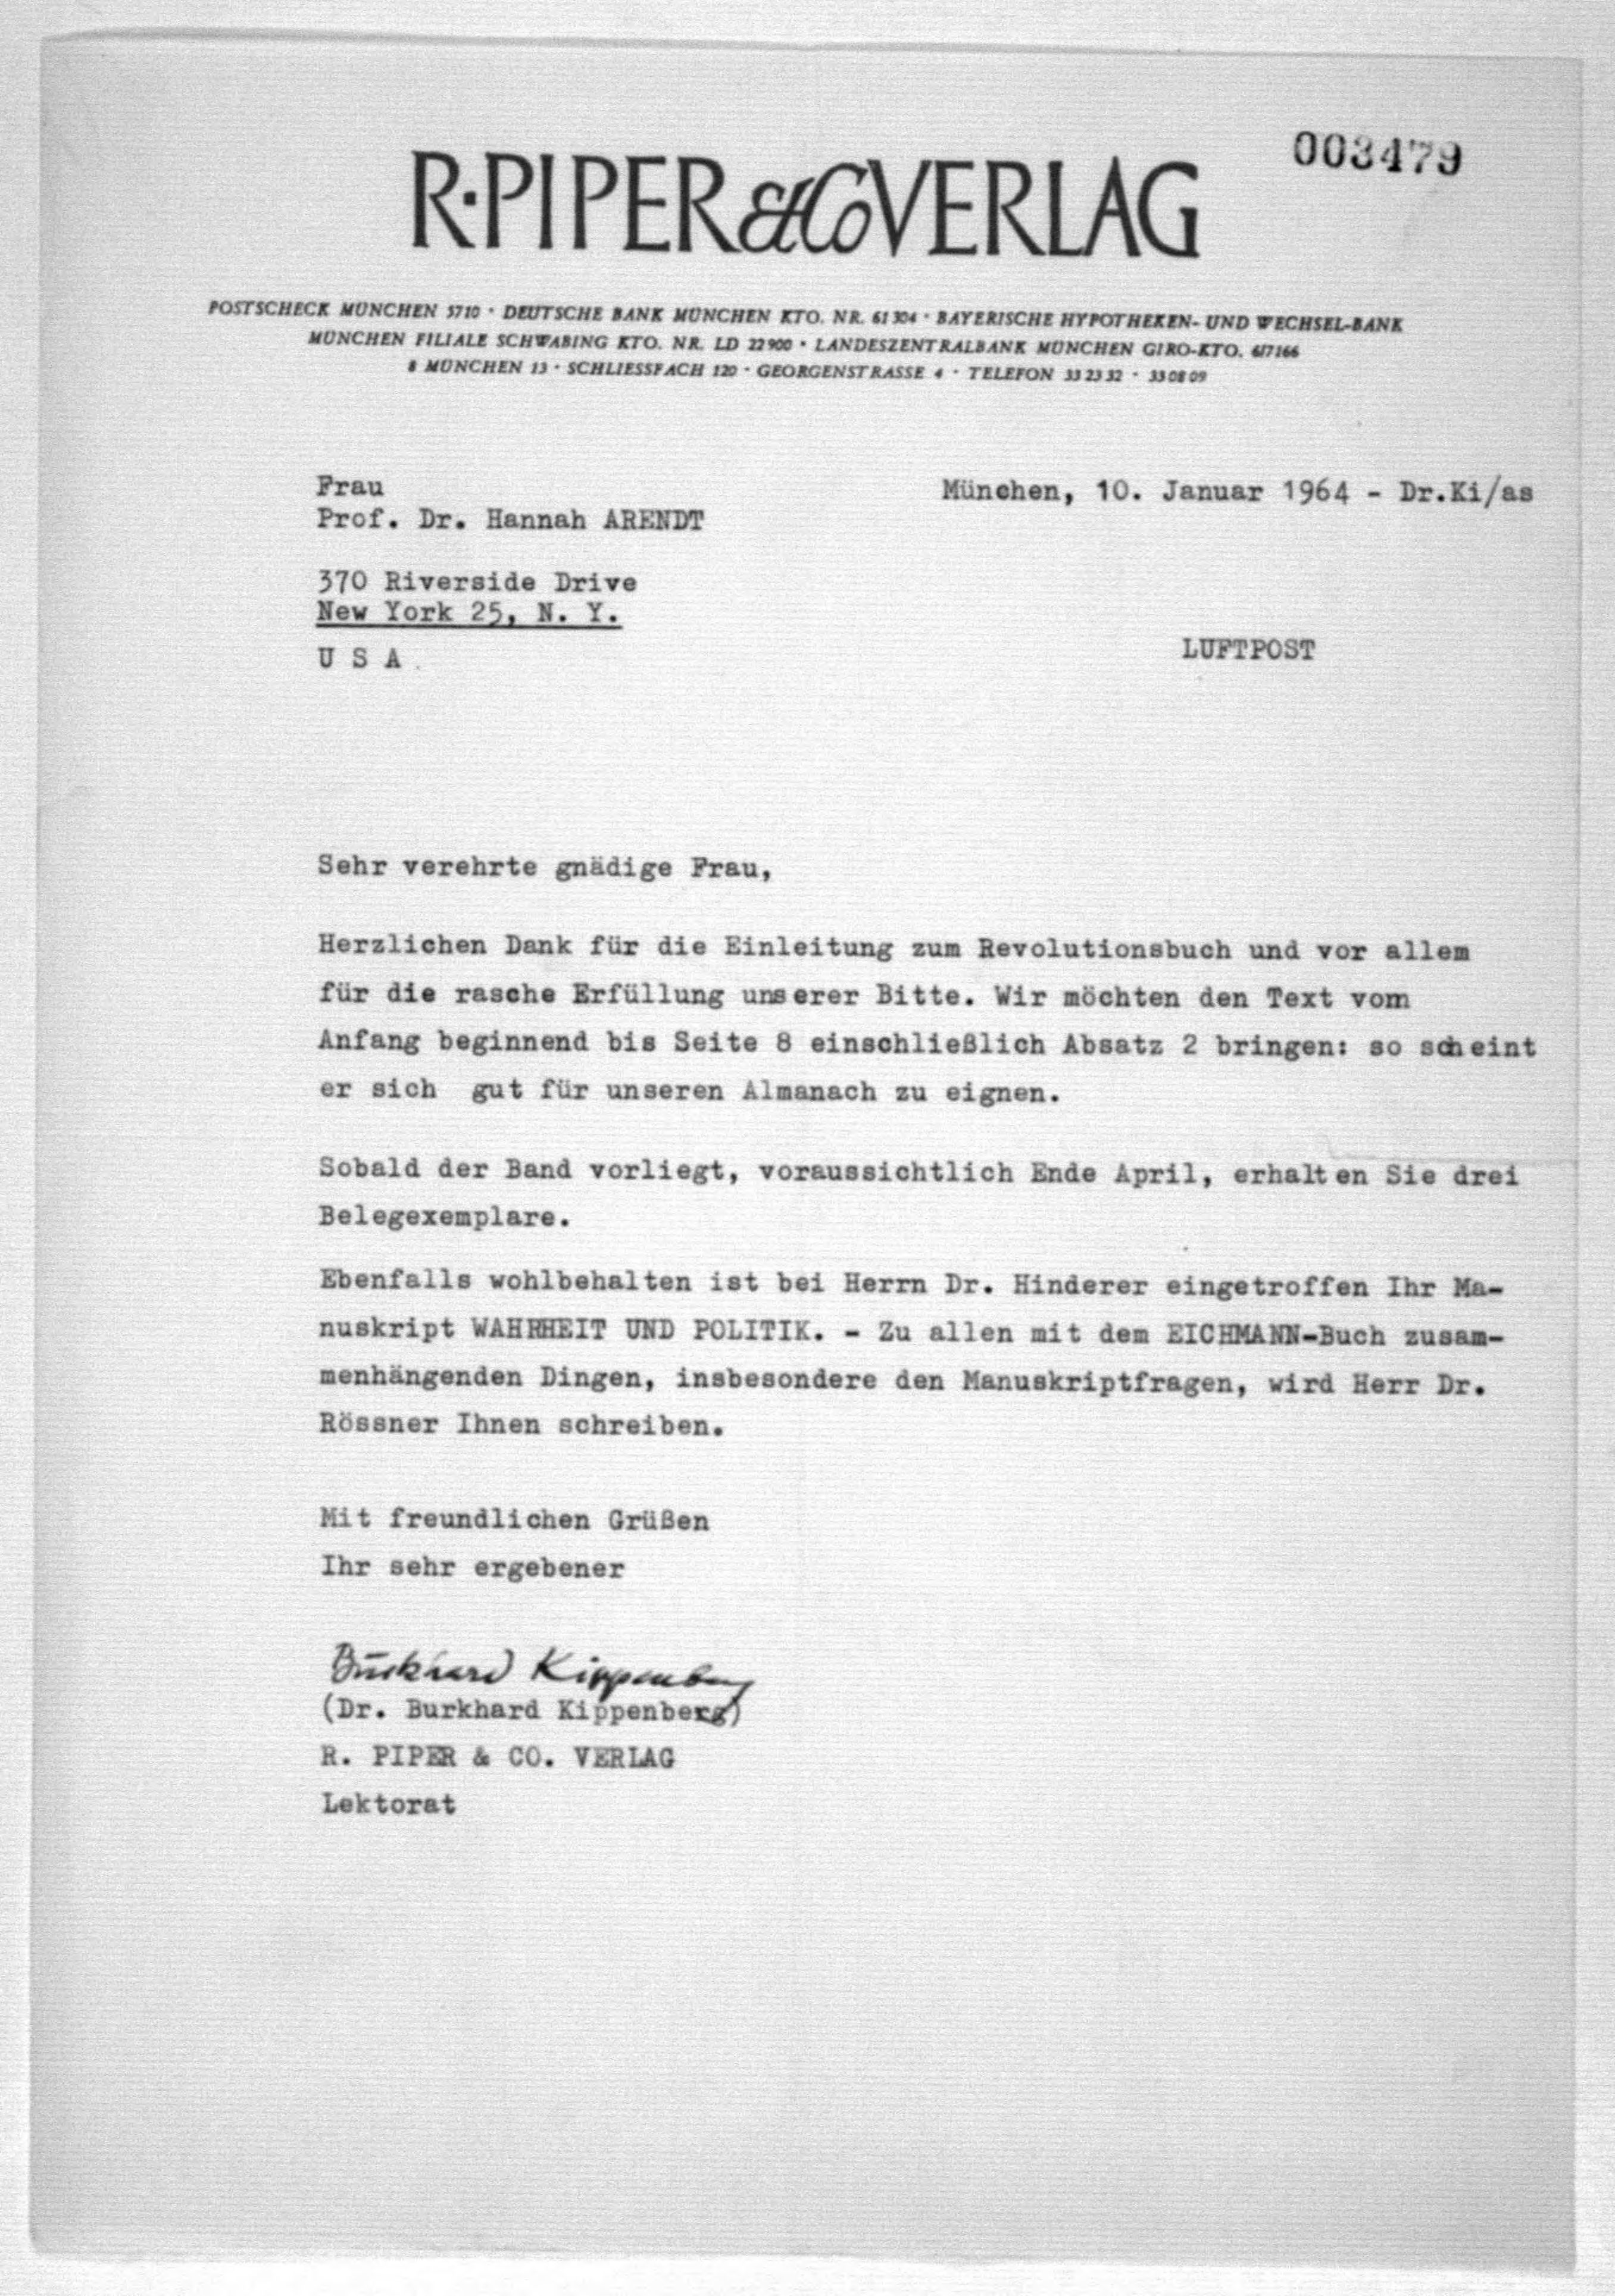 003479
R·PIPER & Co VERLAG
POSTSCHECK MÜNCHEN 5710 · DEUTSCHE BANK MÜNCHEN KTO. NR. 61304 · BAYERISCHE HYPOTHEKEN- UND WECHSEL-BANK
MÜNCHEN FILIALE SCHWABING KTO. NR. LD 22900 · LANDESZENTRALBANK MÜNCHEN GIRO-KTO. 6/7166
8 MÜNCHEN 13 · SCHLIESSFACH 120 · GEORGENSTRASSE 4 · TELEFON 33 23 32 · 33 08 09
Frau
München, 10. Januar 1964 - Dr.Ki/as
Prof. Dr. Hannah ARENDT
370 Riverside Drive
New York 25, N. Y.
U S A.
LUFTPOST
Sehr verehrte gnädige Frau,
Herzlichen Dank für die Einleitung zum Revolutionsbuch und vor allem
für die rasche Erfüllung unserer Bitte. Wir möchten den Text vom
Anfang beginnend bis Seite 8 einschließlich Absatz 2 bringen: so scheint
er sich gut für unseren Almanach zu eignen.
Sobald der Band vorliegt, voraussichtlich Ende April, erhalten Sie drei
Belegexemplare.
Ebenfalls wohlbehalten ist bei Herrn Dr. Hinderer eingetroffen Ihr Ma-
nuskript WAHRHEIT UND POLITIK. - Zu allen mit dem EICHMANN-Buch zusam-
menhängenden Dingen, insbesondere den Manuskriptfragen, wird Herr Dr.
Rössner Ihnen schreiben.
Mit freundlichen Grüßen
Ihr sehr ergebener
Burkhard Kippenberg
(Dr. Burkhard Kippenberg)
R. PIPER & CO. VERLAG
Lektorat